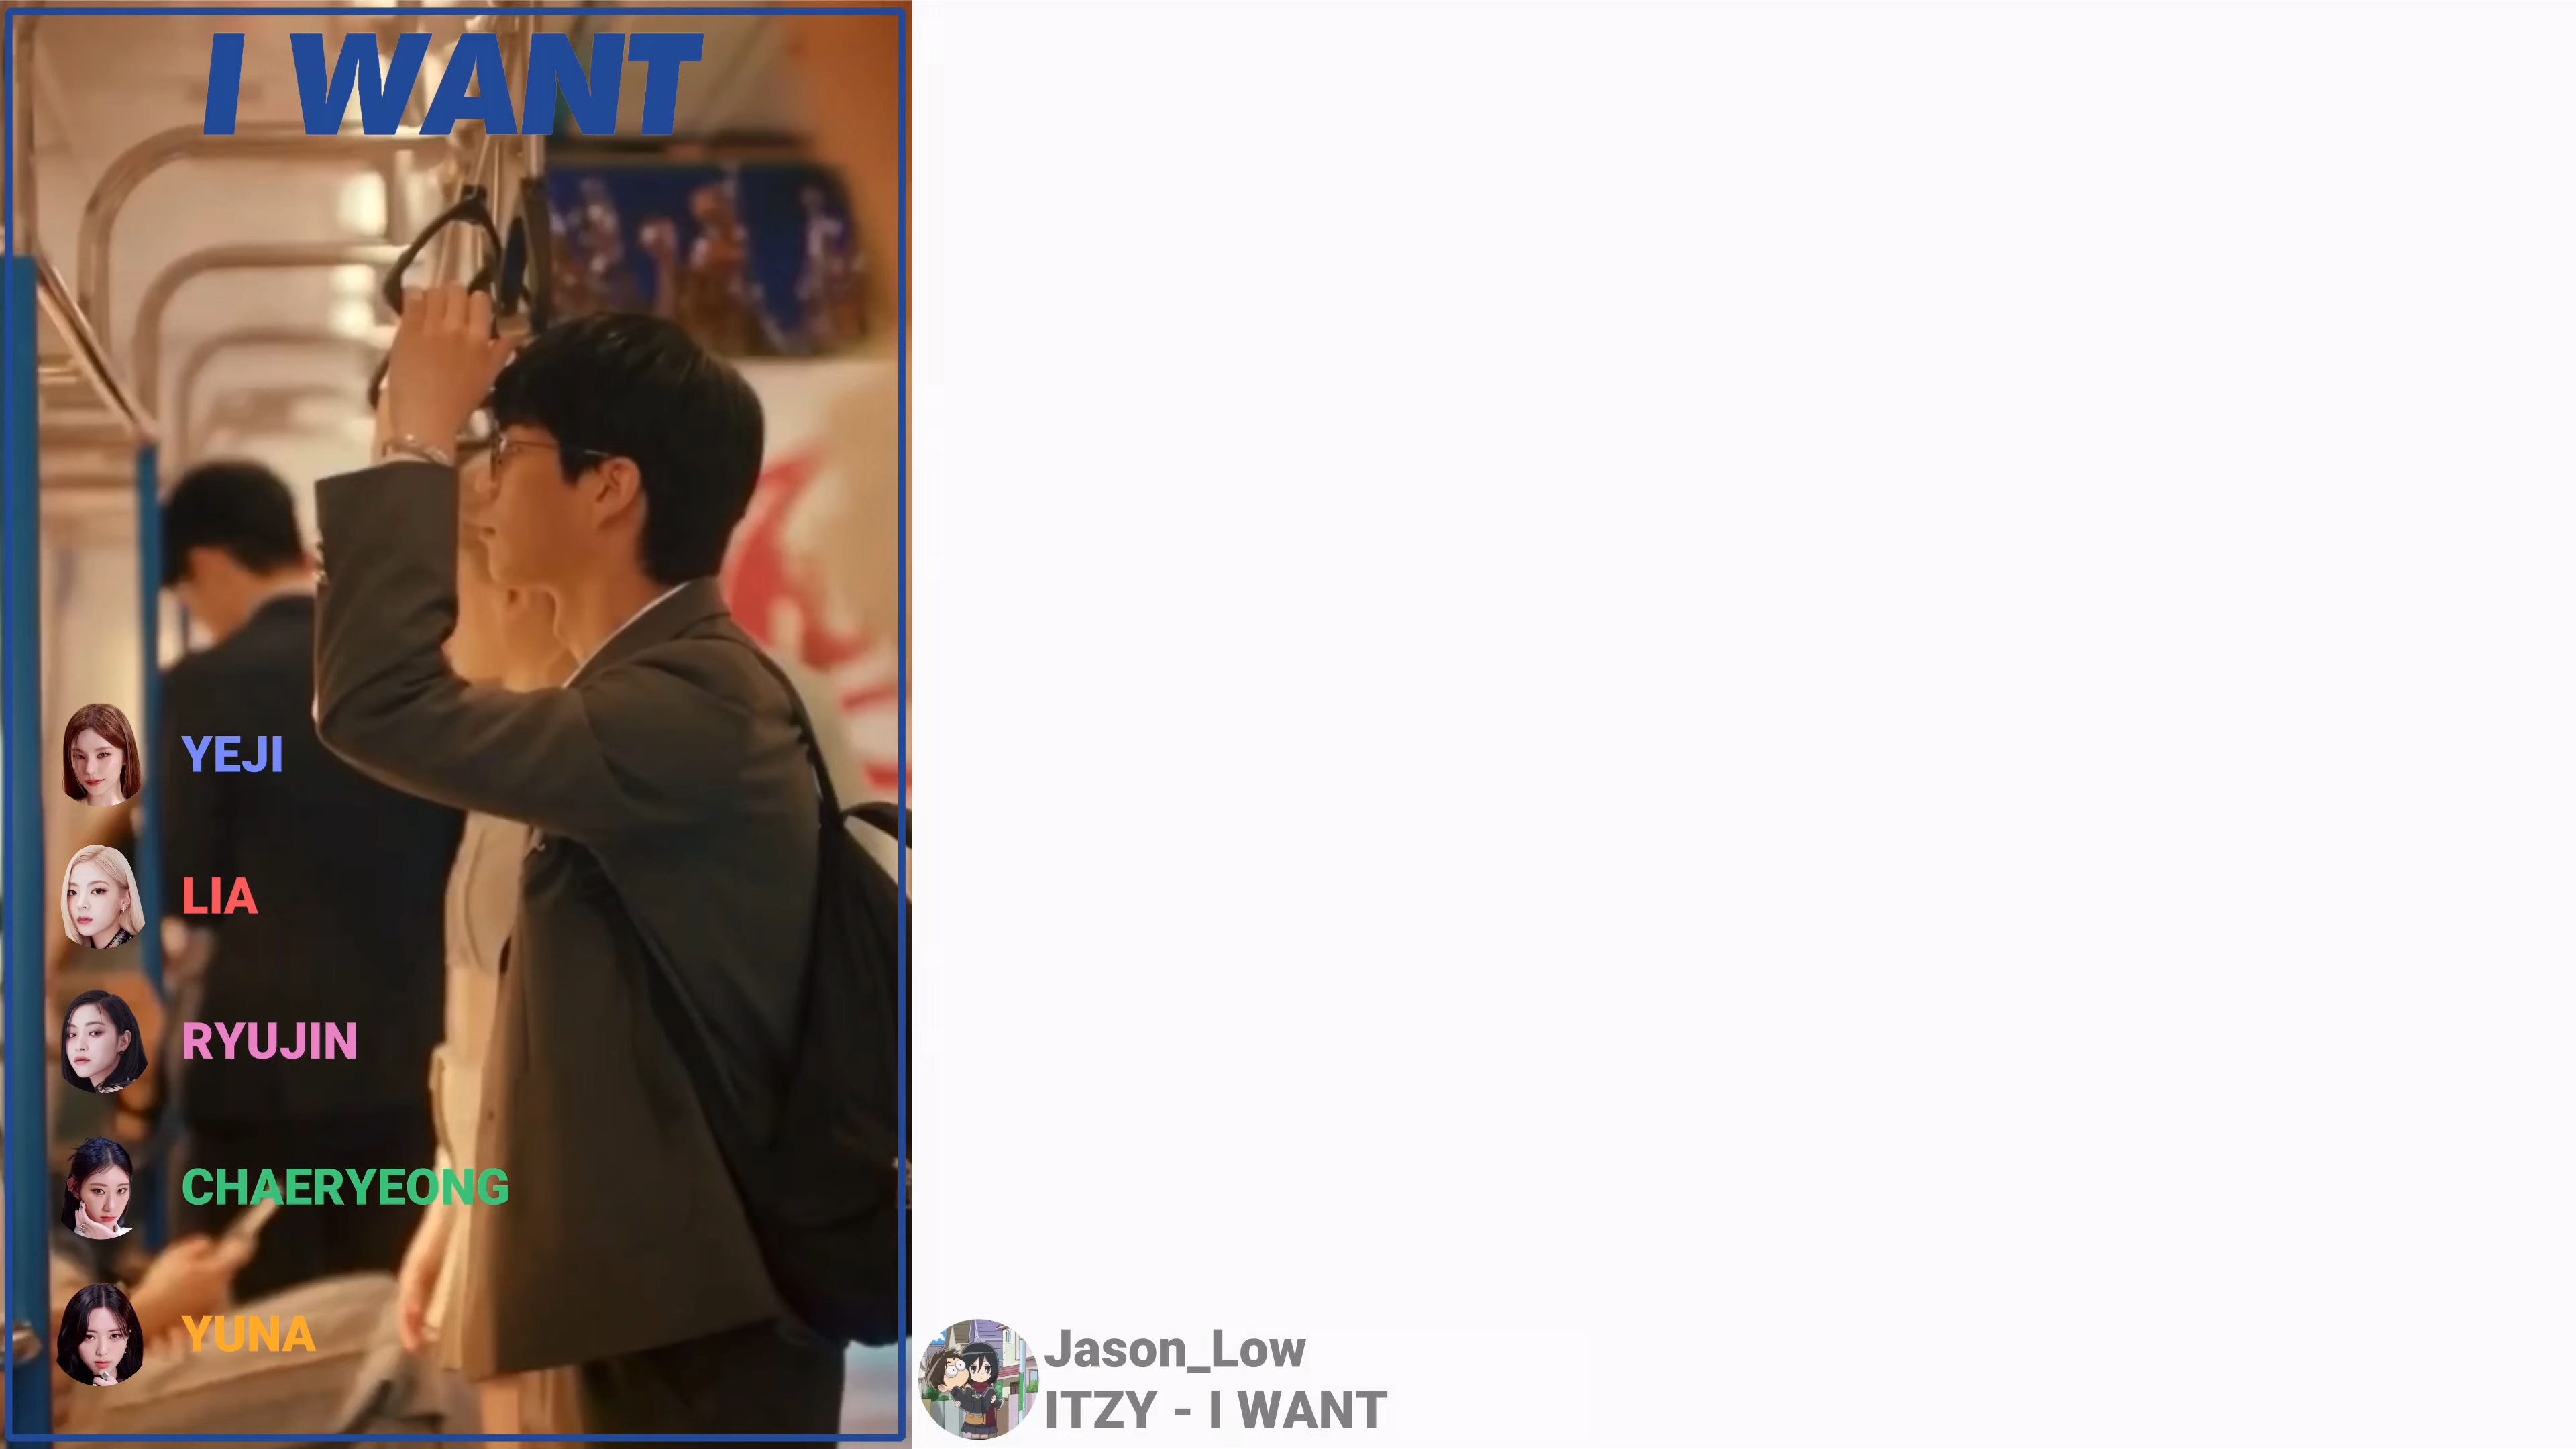 I WANT
YEJI
LIA
RYUJIN
CHAERYEONG
YUNA
Jason_Low
ITZY - I WANT